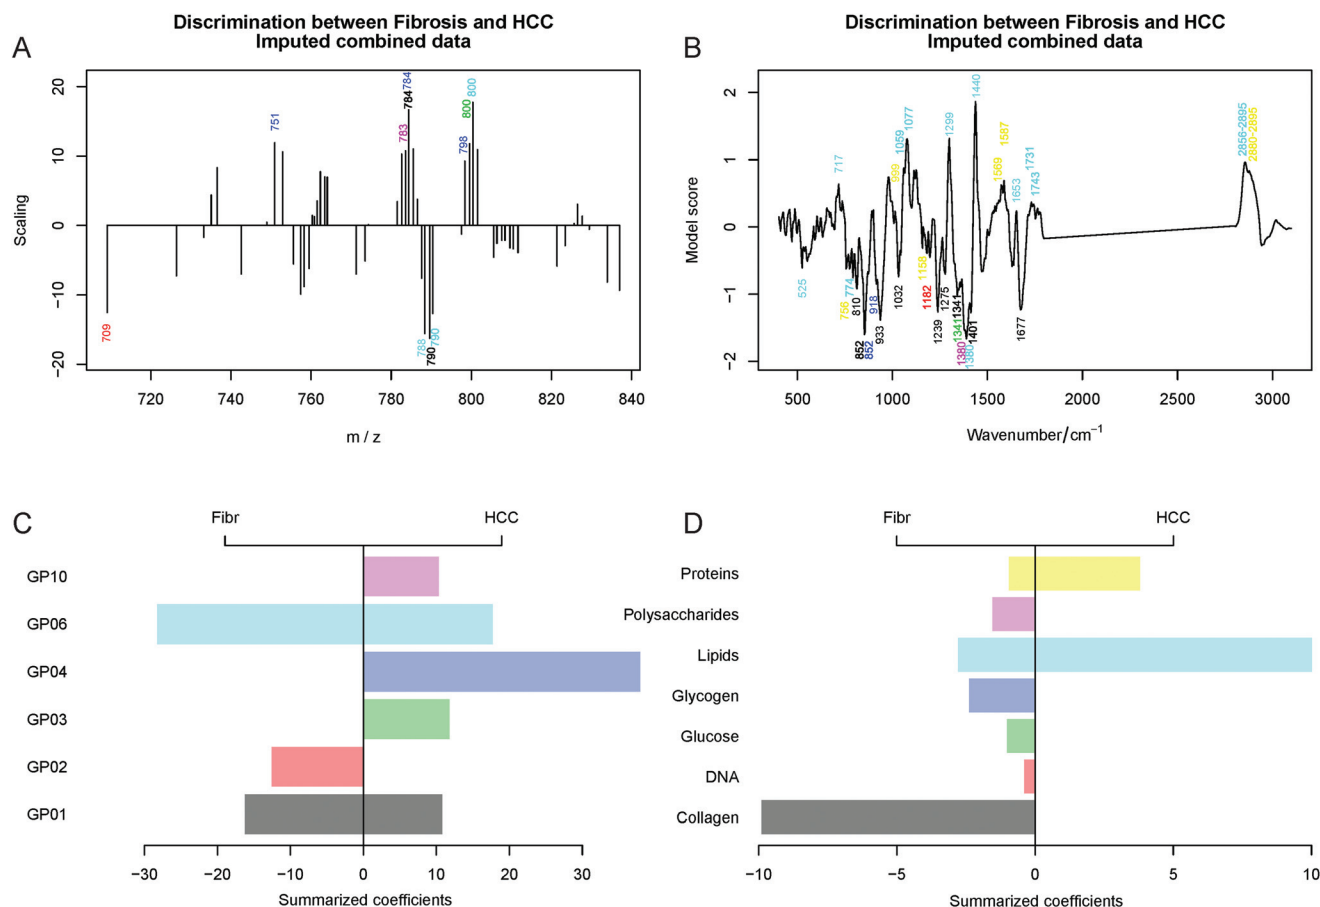 A
Discrimination between Fibrosis and HCC
Imputed combined data
Scaling
20
10
0
−10
−20
709
751
783
784
784
798
800
800
788
790
790
720
740
760
780
800
820
840
m / z
B
Discrimination between Fibrosis and HCC
Imputed combined data
Model score
2
1
0
−1
−2
525
717
756
774
810
852
852
918
933
999
1032
1059
1077
1158
1182
1239
1275
1299
1341
1341
1380
1380
1401
1440
1569
1587
1653
1677
1731
1743
2856-2895
2880-2895
500
1000
1500
2000
2500
3000
Wavenumber/cm⁻¹
C
Fibr
HCC
GP10
GP06
GP04
GP03
GP02
GP01
−30
−20
−10
0
10
20
30
Summarized coefficients
D
Fibr
HCC
Proteins
Polysaccharides
Lipids
Glycogen
Glucose
DNA
Collagen
−10
−5
0
5
10
Summarized coefficients